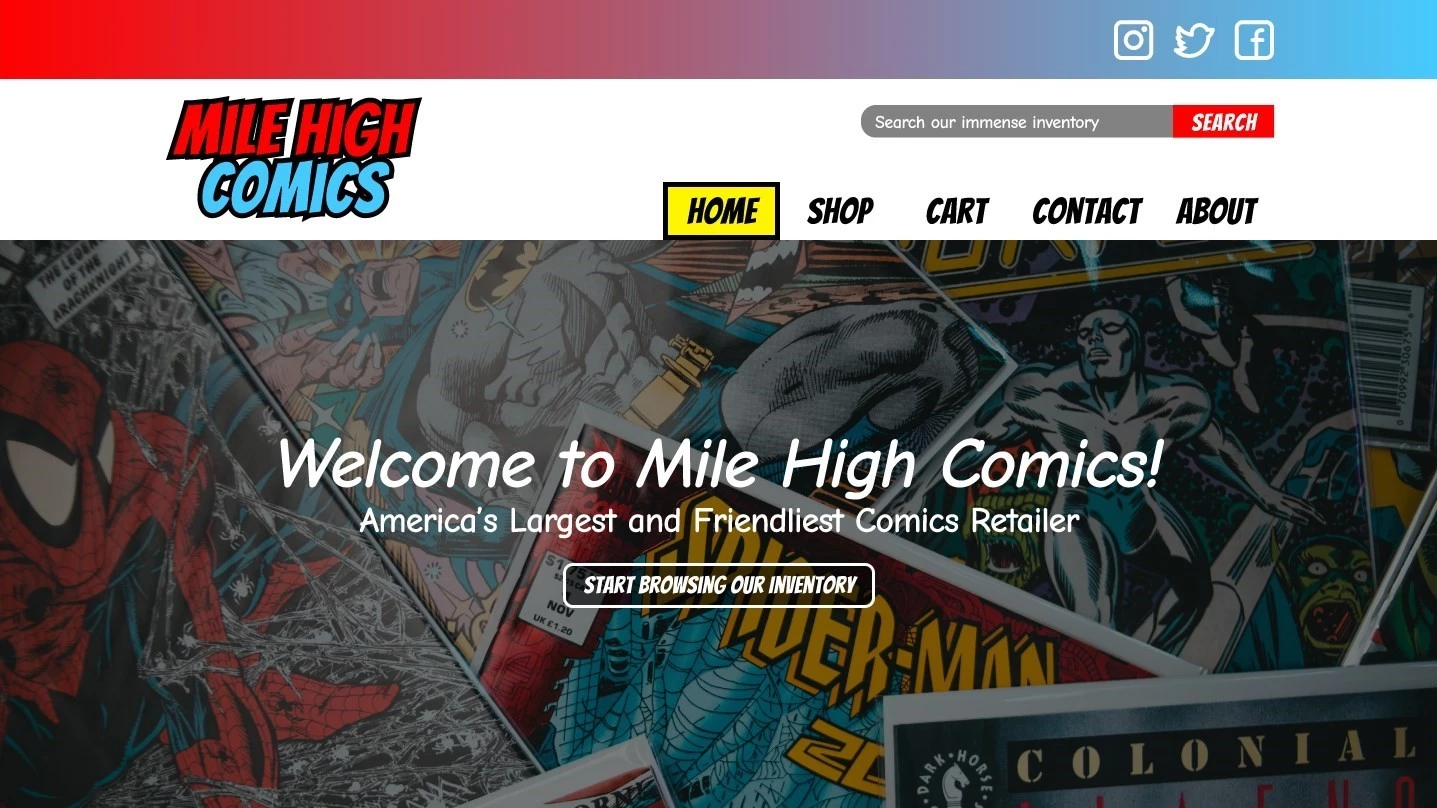 MILE HIGH
COMICS
Search our immense inventory
SEARCH
HOME SHOP CART CONTACT ABOUT
THE LEGEND
OF THE
ARACHKNIGHT
Welcome to Mile High Comics!
America's Largest and Friendliest Comics Retailer
START BROWSING OUR INVENTORY
NOV
UK £1.20
SPIDER-MAN
DARK HORSE
COLONIAL